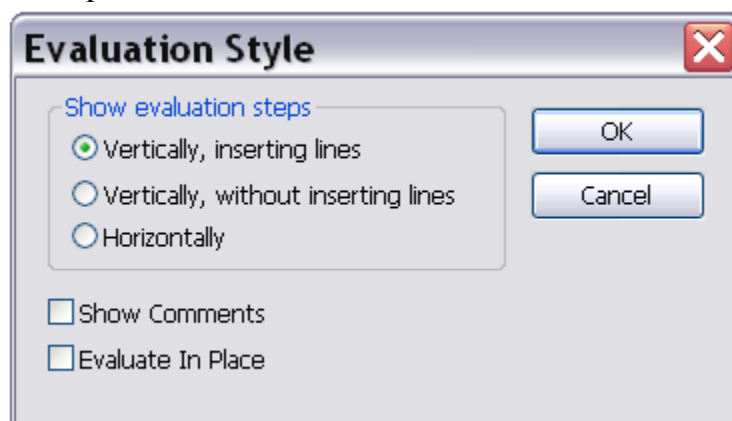 Evaluation Style
Show evaluation steps
Vertically, inserting lines
Vertically, without inserting lines
Horizontally
OK
Cancel
Show Comments
Evaluate In Place